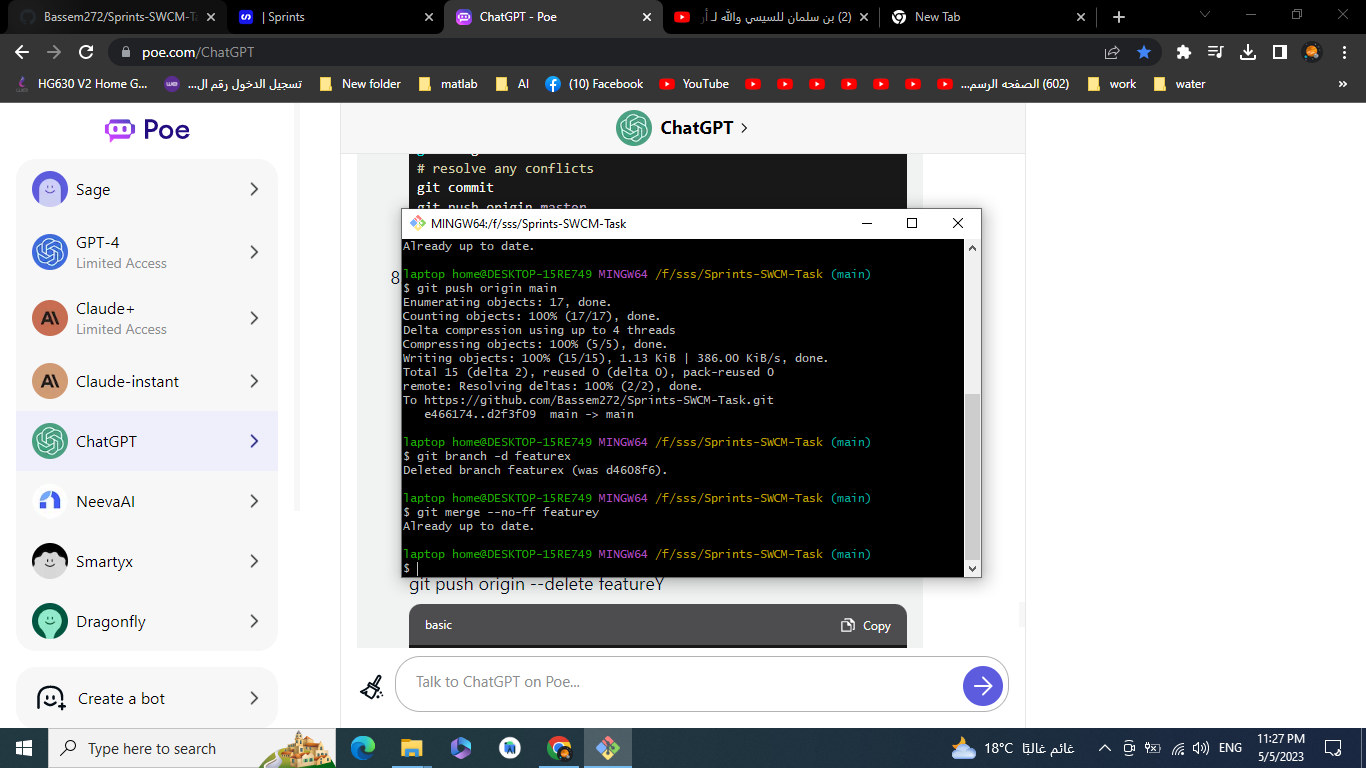 Bassem272/Sprints-SWCM-Ta
| Sprints
ChatGPT - Poe
(2) بن سلمان للسيسي والله لـ أر
New Tab
poe.com/ChatGPT
HG630 V2 Home G...
تسجيل الدخول رقم ال...
New folder
matlab
AI
(10) Facebook
YouTube
(602) الصفحه الرسم...
work
water
»
Poe
ChatGPT
Sage
GPT-4
Limited Access
Claude+
Limited Access
Claude-instant
ChatGPT
NeevaAI
Smartyx
Dragonfly
Create a bot
# resolve any conflicts
git commit
git push origin master
8
MINGW64:/f/sss/Sprints-SWCM-Task
Already up to date.
laptop home@DESKTOP-15RE749 MINGW64 /f/sss/Sprints-SWCM-Task (main)
$ git push origin main
Enumerating objects: 17, done.
Counting objects: 100% (17/17), done.
Delta compression using up to 4 threads
Compressing objects: 100% (5/5), done.
Writing objects: 100% (15/15), 1.13 KiB | 386.00 KiB/s, done.
Total 15 (delta 2), reused 0 (delta 0), pack-reused 0
remote: Resolving deltas: 100% (2/2), done.
To https://github.com/Bassem272/Sprints-SWCM-Task.git
e466174..d2f3f09  main -> main
laptop home@DESKTOP-15RE749 MINGW64 /f/sss/Sprints-SWCM-Task (main)
$ git branch -d featurex
Deleted branch featurex (was d4608f6).
laptop home@DESKTOP-15RE749 MINGW64 /f/sss/Sprints-SWCM-Task (main)
$ git merge --no-ff featurey
Already up to date.
laptop home@DESKTOP-15RE749 MINGW64 /f/sss/Sprints-SWCM-Task (main)
$
git push origin --delete featureY
basic
Copy
Talk to ChatGPT on Poe...
Type here to search
18°C غائم غالبًا
ENG
11:27 PM
5/5/2023